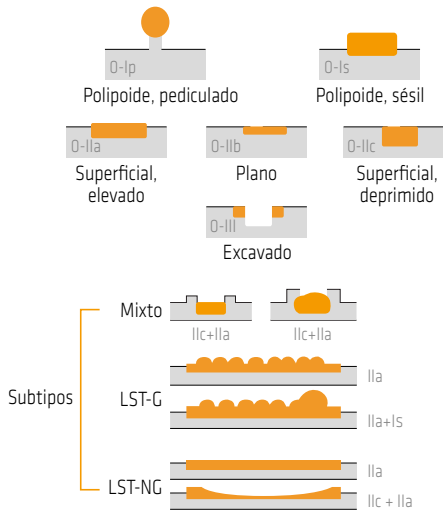 0-Ip
0-Is
Polipoide, pediculado
Polipoide, sésil
0-IIa
0-IIb
0-IIc
Superficial,
elevado
Plano
Superficial,
deprimido
0-III
Excavado
Mixto
IIc+IIa
IIc+IIa
Subtipos
LST-G
IIa
IIa+Is
LST-NG
IIa
IIc + IIa